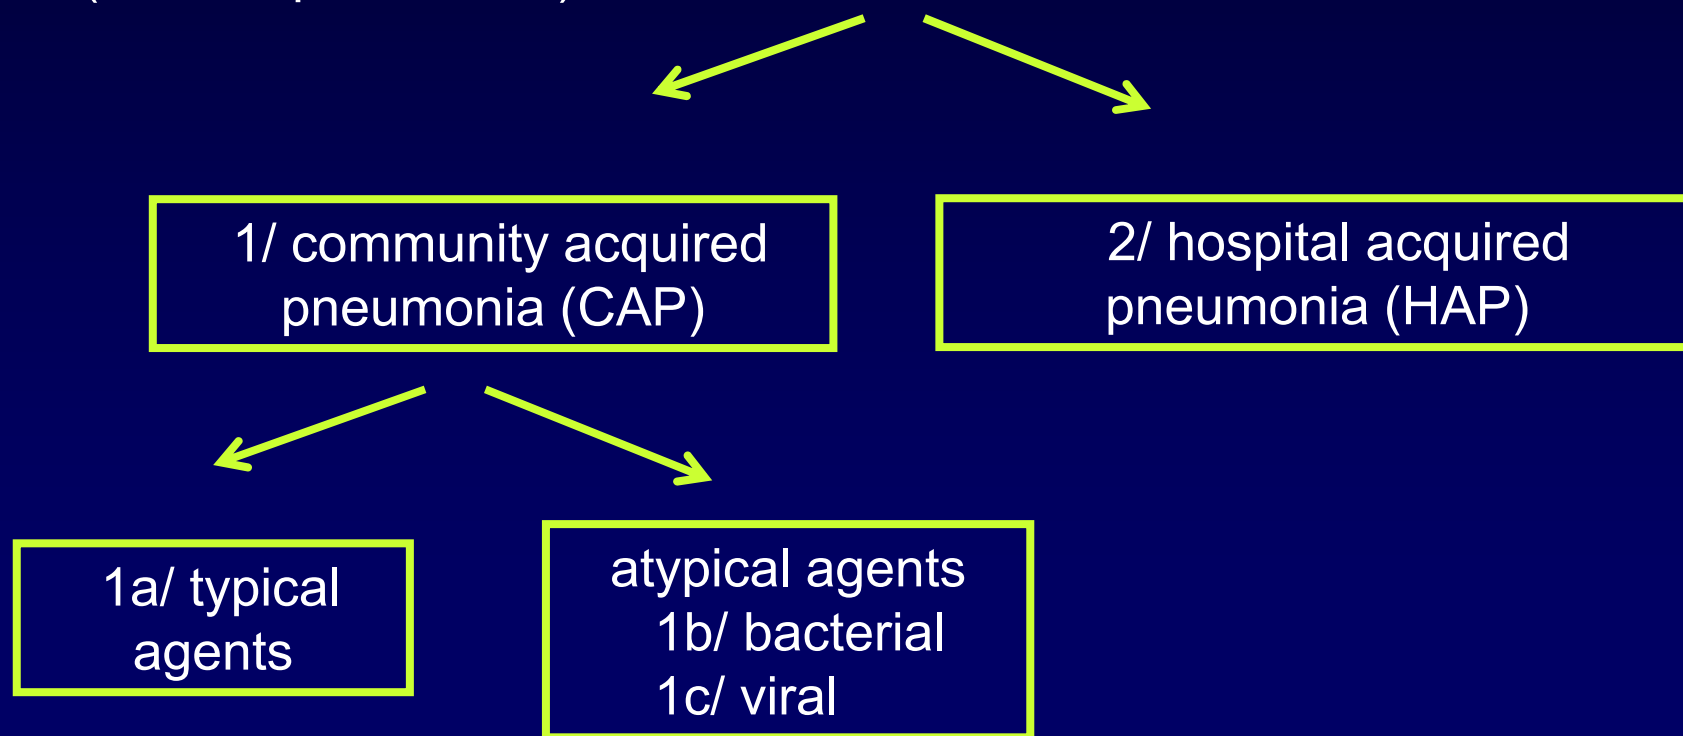 1/ community acquired
pneumonia (CAP)
2/ hospital acquired
pneumonia (HAP)
1a/ typical
agents
atypical agents
1b/ bacterial
1c/ viral